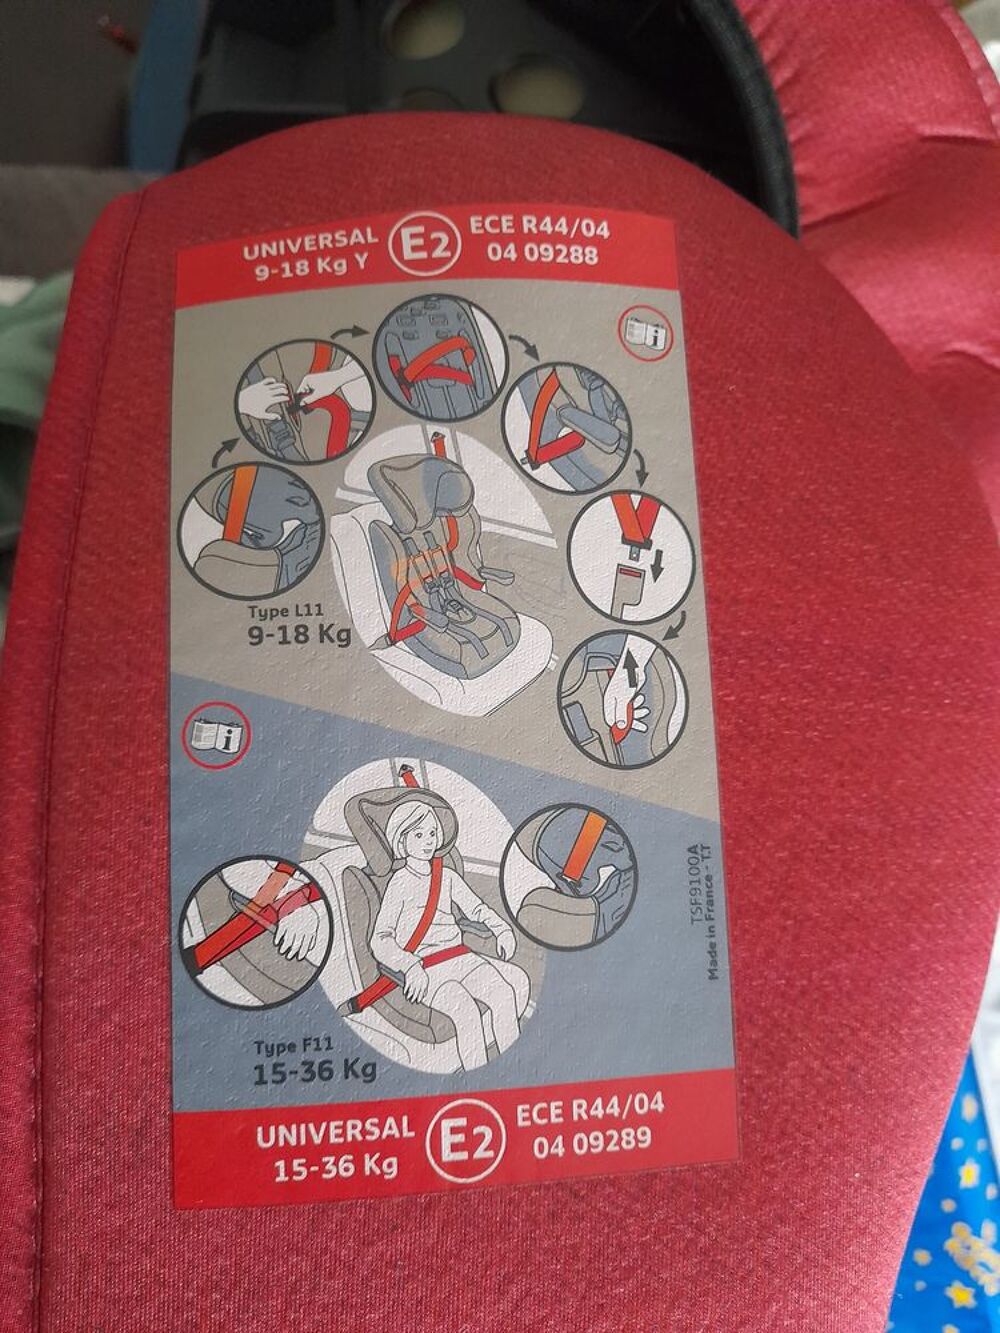 UNIVERSAL
9-18 Kg Y
E2
ECE R44/04
04 09288
i
Type L11
9-18 Kg
i
TSF9100A
Made in France - T.T
Type F11
15-36 Kg
UNIVERSAL
15-36 Kg
E2
ECE R44/04
04 09289